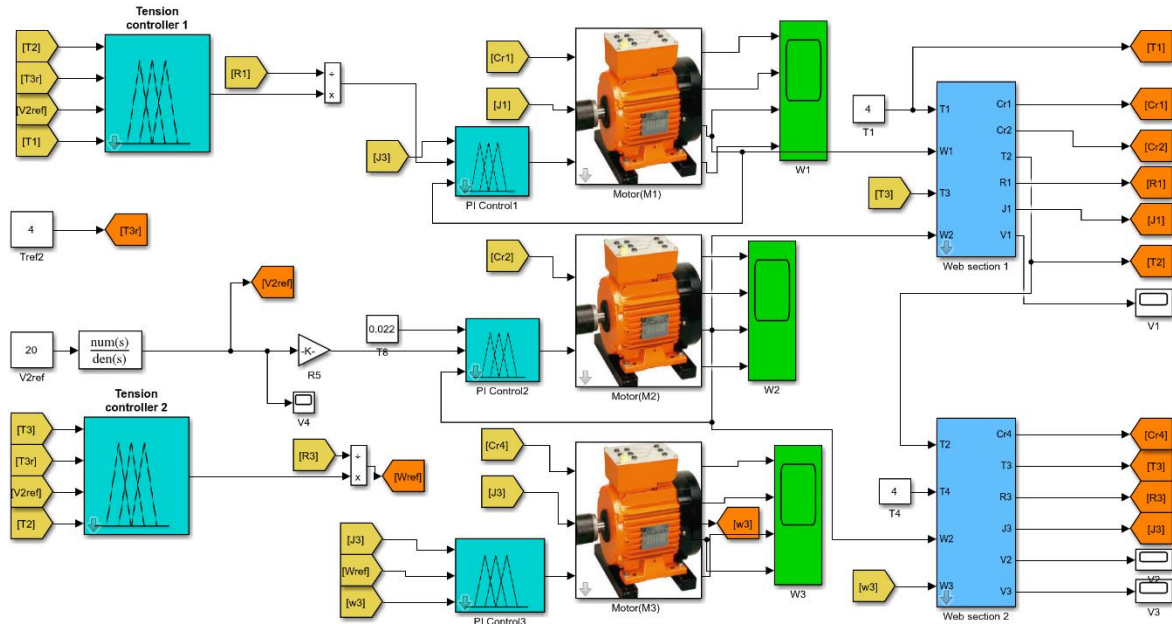 Tension
controller 1
[T2]
[T3r]
[V2ref]
[T1]
[R1]
÷
x
[J3]
PI Control1
[Cr1]
[J1]
Motor(M1)
W1
4
T1
[T3]
T1
W1
T3
W2
Cr1
Cr2
T2
R1
J1
V1
Web section 1
[T1]
[Cr1]
[Cr2]
[R1]
[J1]
[T2]
V1
4
Tref2
[T3r]
[V2ref]
20
V2ref
num(s)
den(s)
-K-
R5
V4
0.022
T8
PI Control2
[Cr2]
Motor(M2)
W2
Tension
controller 2
[T3]
[T3r]
[V2ref]
[T2]
[R3]
÷
x
[Wref]
[J3]
[Wref]
[w3]
PI Control3
[Cr4]
[J3]
Motor(M3)
[w3]
W3
4
T4
[w3]
T2
T4
W2
W3
Cr4
T3
R3
J3
V2
V3
Web section 2
[Cr4]
[T3]
[R3]
[J3]
V2
V3